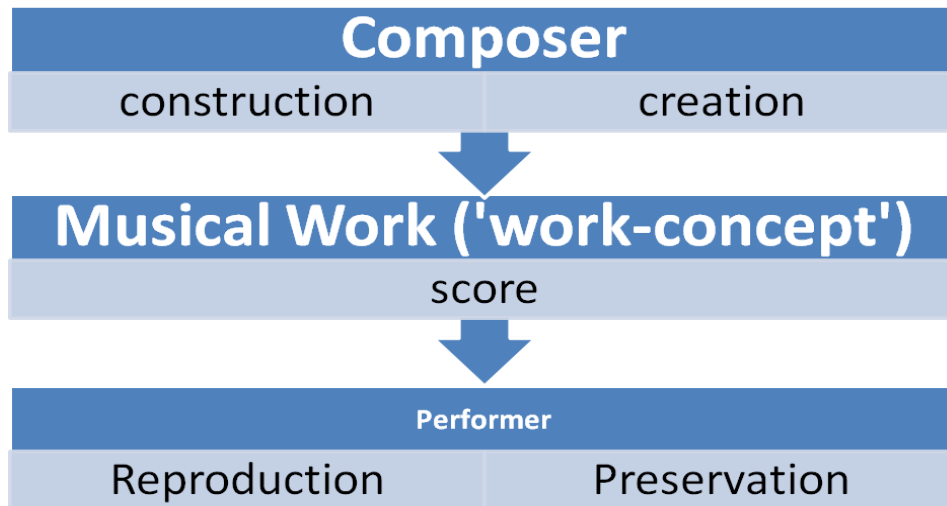 Composer
construction creation
Musical Work ('work-concept')
score
Performer
Reproduction Preservation